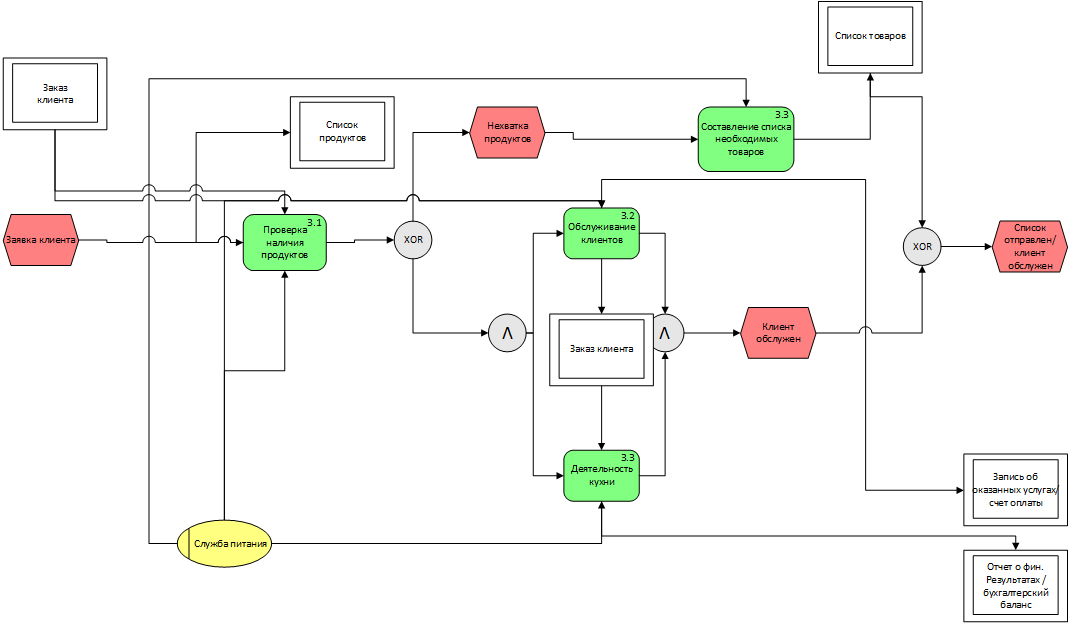 Список товаров
Заказ
клиента
Список
продуктов
Нехватка
продуктов
3.3
Составление списка
необходимых
товаров
Заявка клиента
3.1
Проверка
наличия
продуктов
XOR
3.2
Обслуживание
клиентов
XOR
Список
отправлен/
клиент
обслужен
Λ
Заказ клиента
Λ
Клиент
обслужен
3.3
Деятельность
кухни
Запись об
оказанных услугах/
счет оплаты
Служба питания
Отчет о фин.
Результатах /
бухгалтерский
баланс